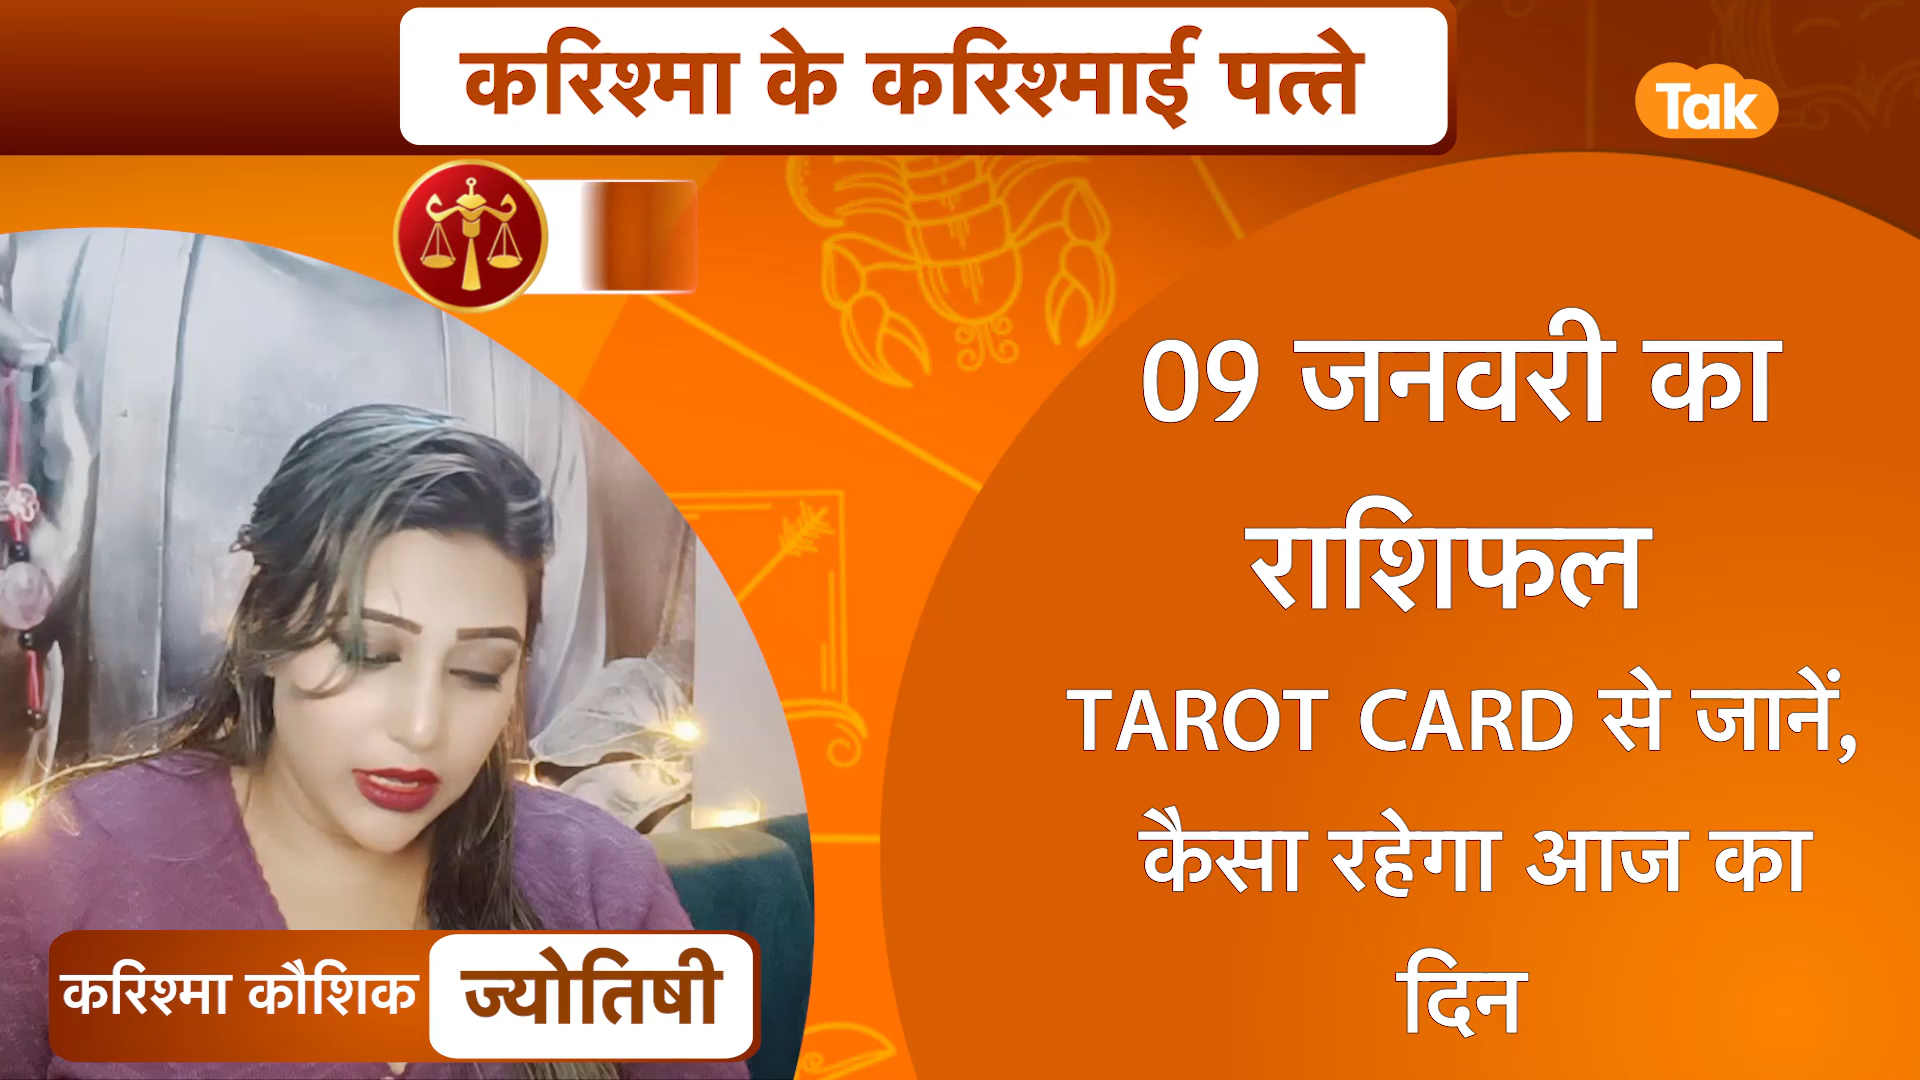 करिश्मा के करिश्माई पत्ते
Tak
09 जनवरी का
राशिफल
TAROT CARD से जानें,
कैसा रहेगा आज का
दिन
करिश्मा कौशिक
ज्योतिषी